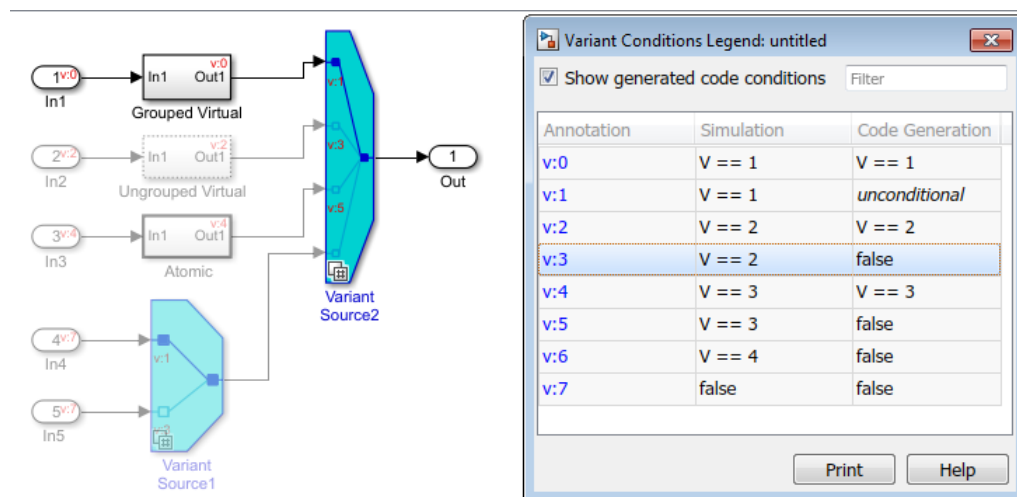 1 v:0
In1
In1 Out1 v:0
Grouped Virtual
2 v:2
In2
In1 Out1 v:2
Ungrouped Virtual
3 v:4
In3
In1 Out1 v:4
Atomic
v:1
v:3
v:5
Variant
Source2
1
Out
4 v:7
In4
5 v:7
In5
v:1
Variant
Source1
Variant Conditions Legend: untitled
Show generated code conditions Filter
Annotation Simulation Code Generation
v:0 V == 1 V == 1
v:1 V == 1 unconditional
v:2 V == 2 V == 2
v:3 V == 2 false
v:4 V == 3 V == 3
v:5 V == 3 false
v:6 V == 4 false
v:7 false false
Print Help